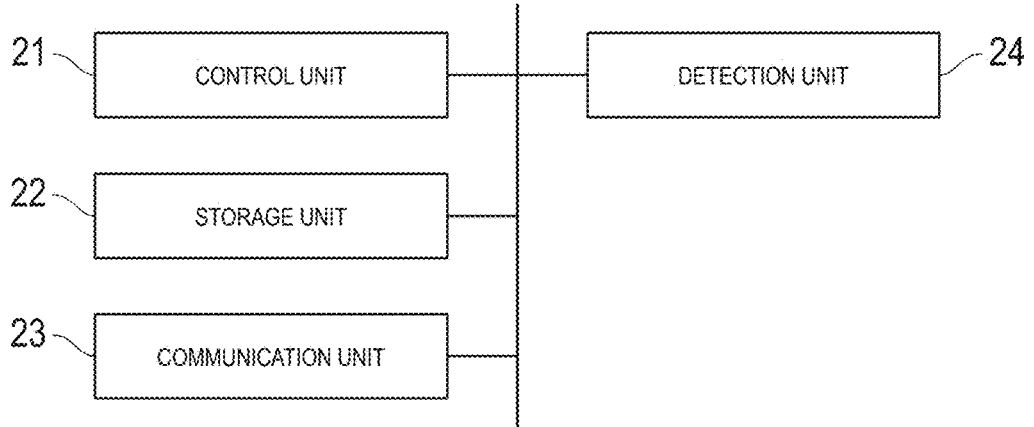 21
CONTROL UNIT
DETECTION UNIT
24
22
STORAGE UNIT
23
COMMUNICATION UNIT